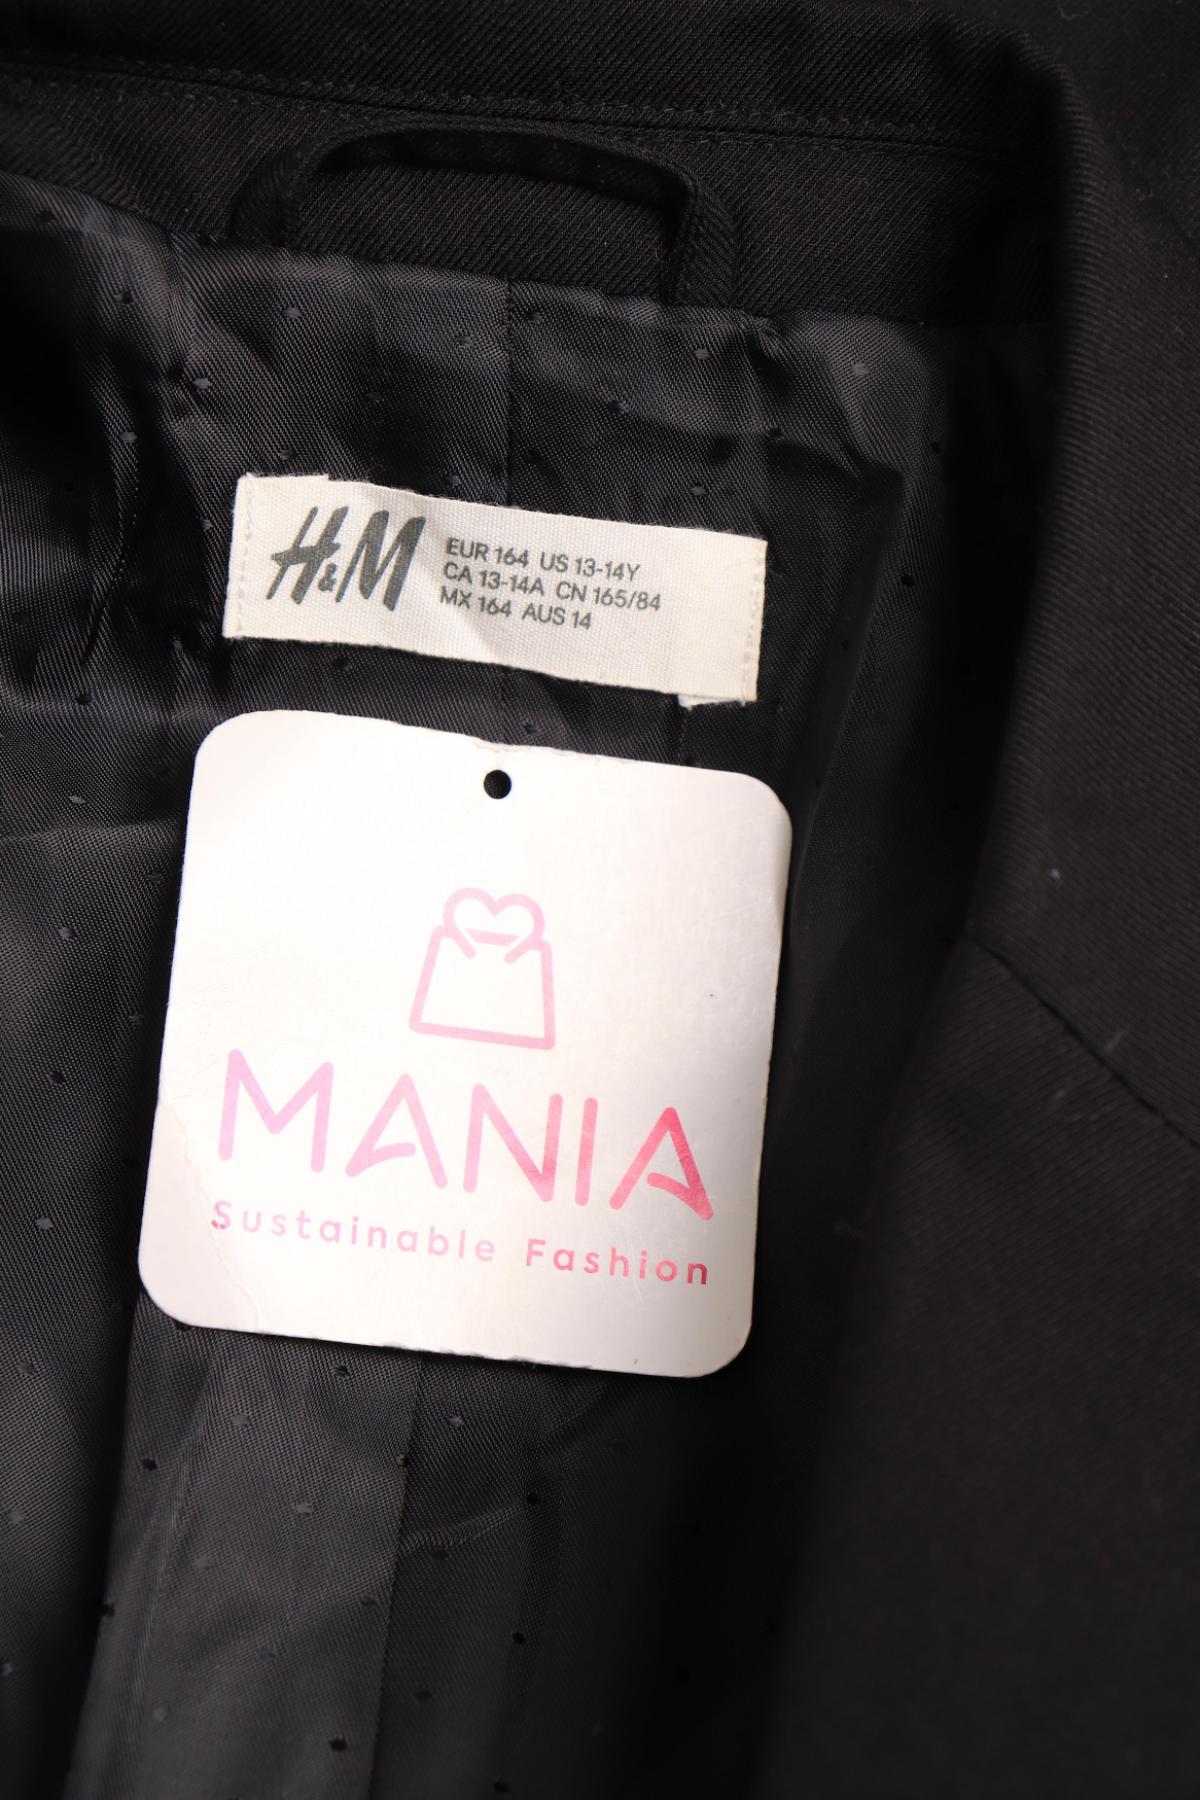 H&M
EUR 164 US 13-14Y
CA 13-14A CN 165/84
MX 164 AUS 14
MANIA
Sustainable Fashion